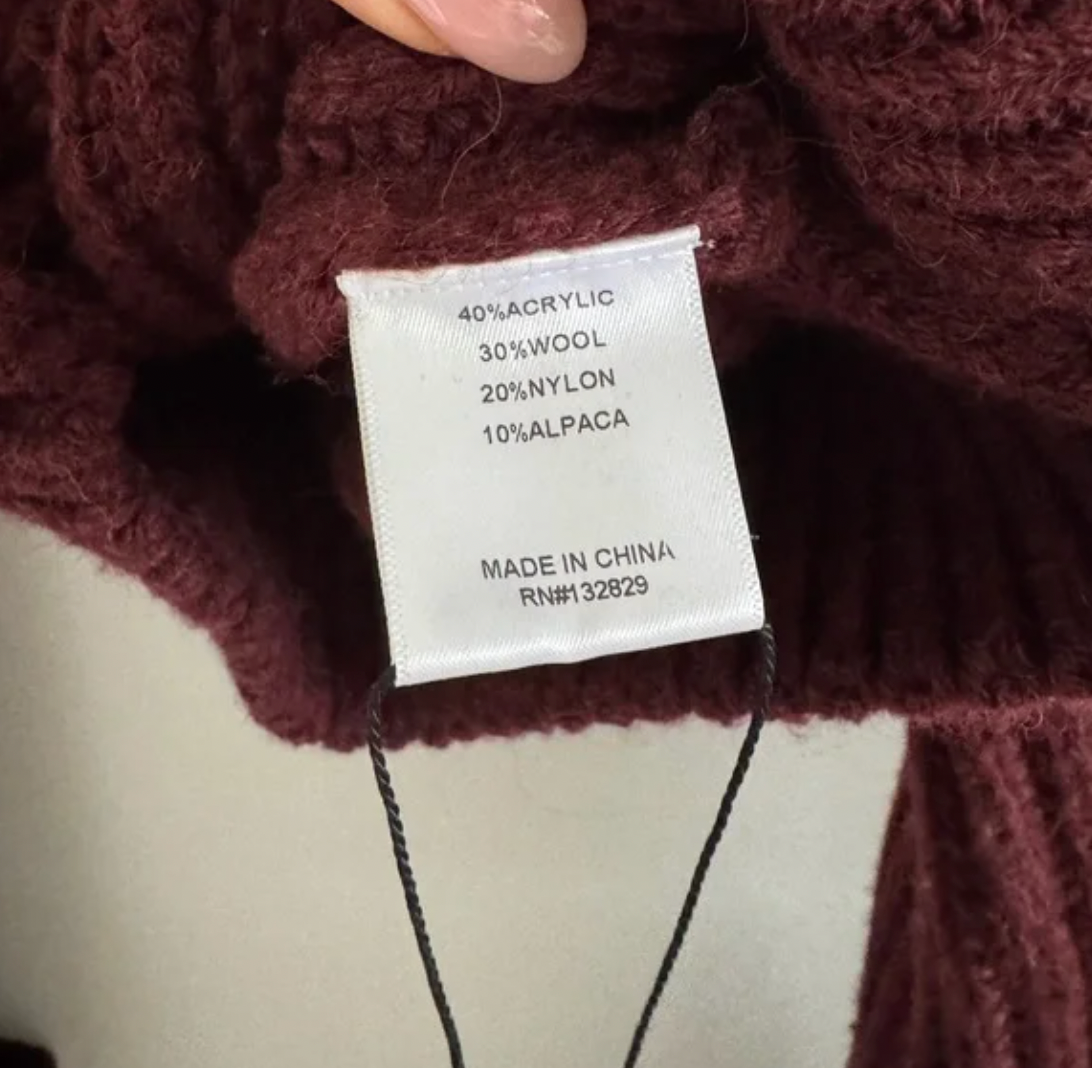 40%ACRYLIC
30%WOOL
20%NYLON
10%ALPACA
MADE IN CHINA
RN#132829